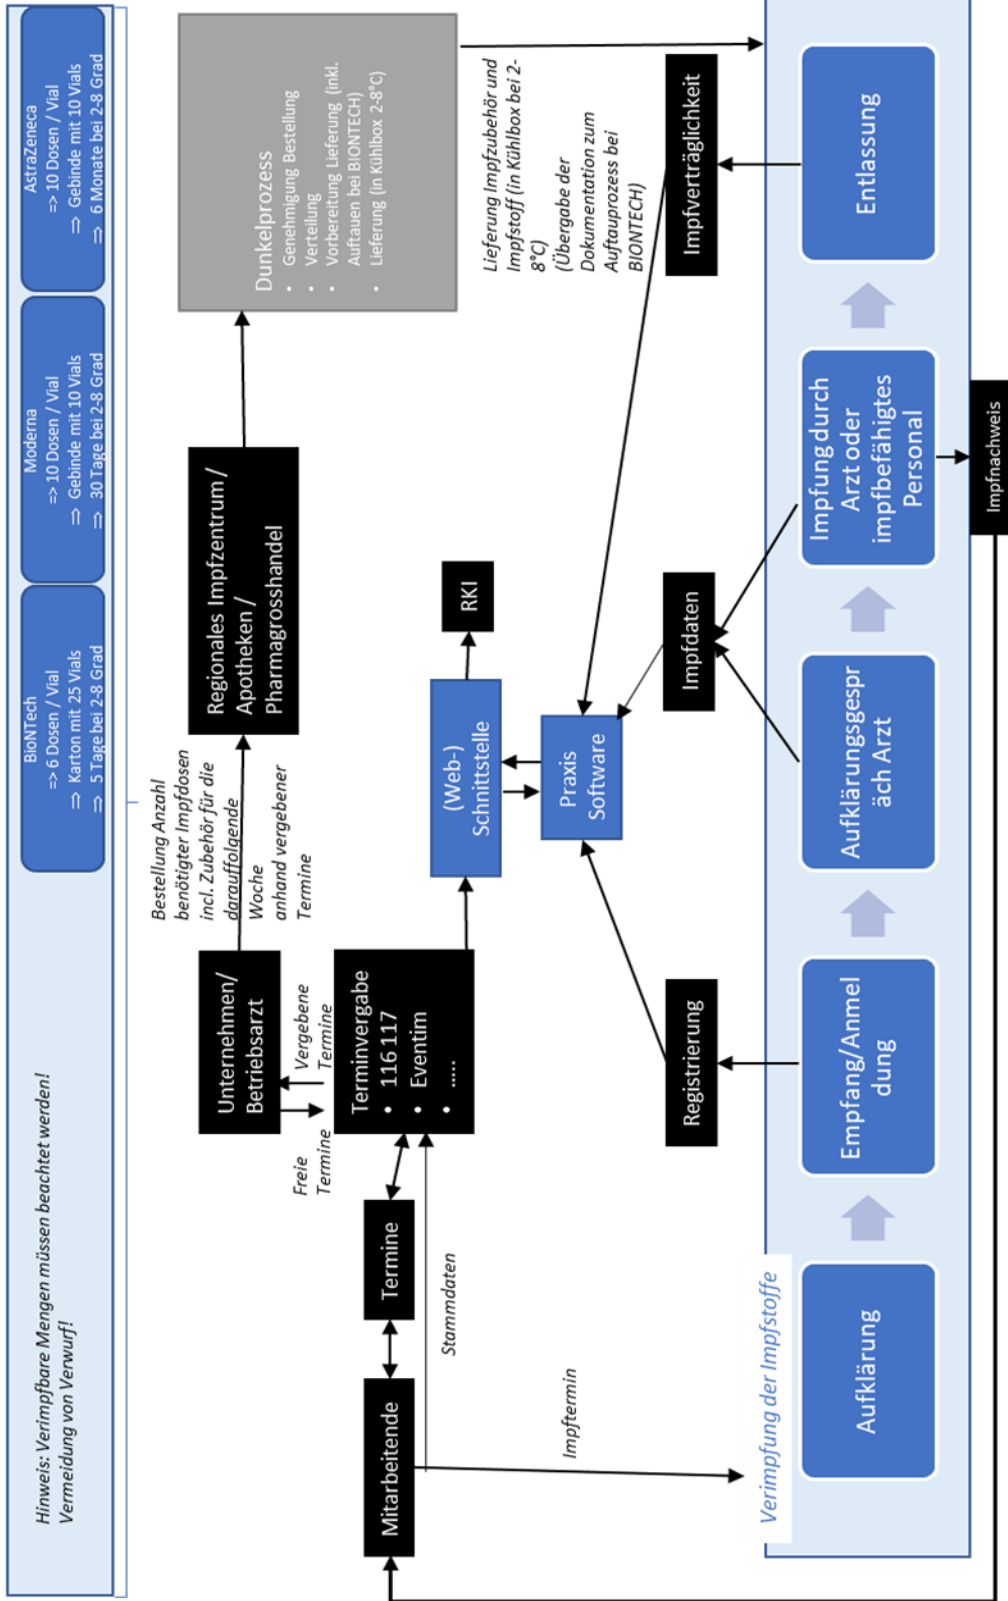 Hinweis: Verimpfbare Mengen müssen beachtet werden!
Vermeidung von Verwurf!
BioNTech
=> 6 Dosen / Vial
⇒ Karton mit 25 Vials
⇒ 5 Tage bei 2-8 Grad
Moderna
=> 10 Dosen / Vial
⇒ Gebinde mit 10 Vials
⇒ 30 Tage bei 2-8 Grad
AstraZeneca
=> 10 Dosen / Vial
⇒ Gebinde mit 10 Vials
⇒ 6 Monate bei 2-8 Grad
Unternehmen/
Betriebsarzt
Bestellung Anzahl
benötigter Impfdosen
incl. Zubehör für die
darauffolgende
Woche
anhand vergebener
Termine
Regionales Impfzentrum /
Apotheken /
Pharmagrosshandel
Dunkelprozess
• Genehmigung Bestellung
• Verteilung
• Vorbereitung Lieferung (inkl.
Auftauen bei BIONTECH)
• Lieferung (in Kühlbox 2-8°C)
Freie
Termine
Vergebene
Termine
Mitarbeitende
Termine
Terminvergabe
• 116 117
• Eventim
• .....
(Web-)
Schnittstelle
RKI
Stammdaten
Praxis
Software
Lieferung Impfzubehör und
Impfstoff (in Kühlbox bei 2-
8°C)
(Übergabe der
Dokumentation zum
Auftauprozess bei
BIONTECH)
Impftermin
Registrierung
Impfdaten
Impfverträglichkeit
Verimpfung der Impfstoffe
Aufklärung
Empfang/Anmel
dung
Aufklärungsgespr
äch Arzt
Impfung durch
Arzt oder
impfbefähigtes
Personal
Entlassung
Impfnachweis